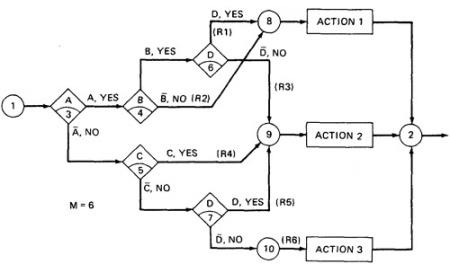 D, YES
8
ACTION 1
(R1)
B, YES
D
6
D̅, NO
A
3
A, YES
B
4
B̅, NO (R2)
1
(R3)
A̅, NO
9
ACTION 2
2
C
5
C, YES
(R4)
C̅, NO
M = 6
D
7
D, YES
(R5)
D̅, NO
10
(R6)
ACTION 3